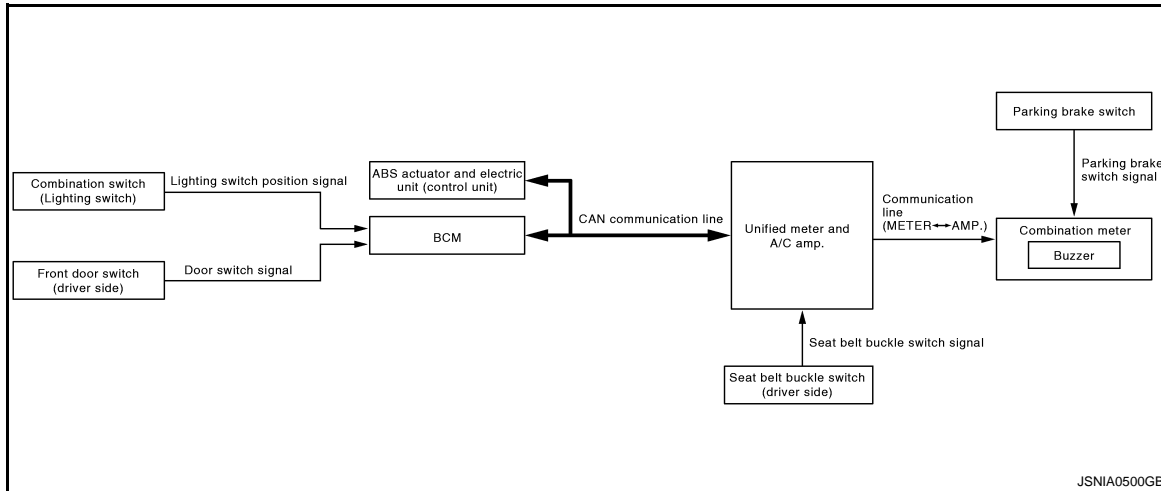 Parking brake switch
Parking brake
switch signal
Combination switch
(Lighting switch)
Lighting switch position signal
ABS actuator and electric
unit (control unit)
BCM
CAN communication line
Unified meter and
A/C amp.
Communication
line
(METER↔AMP.)
Combination meter
Buzzer
Front door switch
(driver side)
Door switch signal
Seat belt buckle switch signal
Seat belt buckle switch
(driver side)
JSNIA0500GB